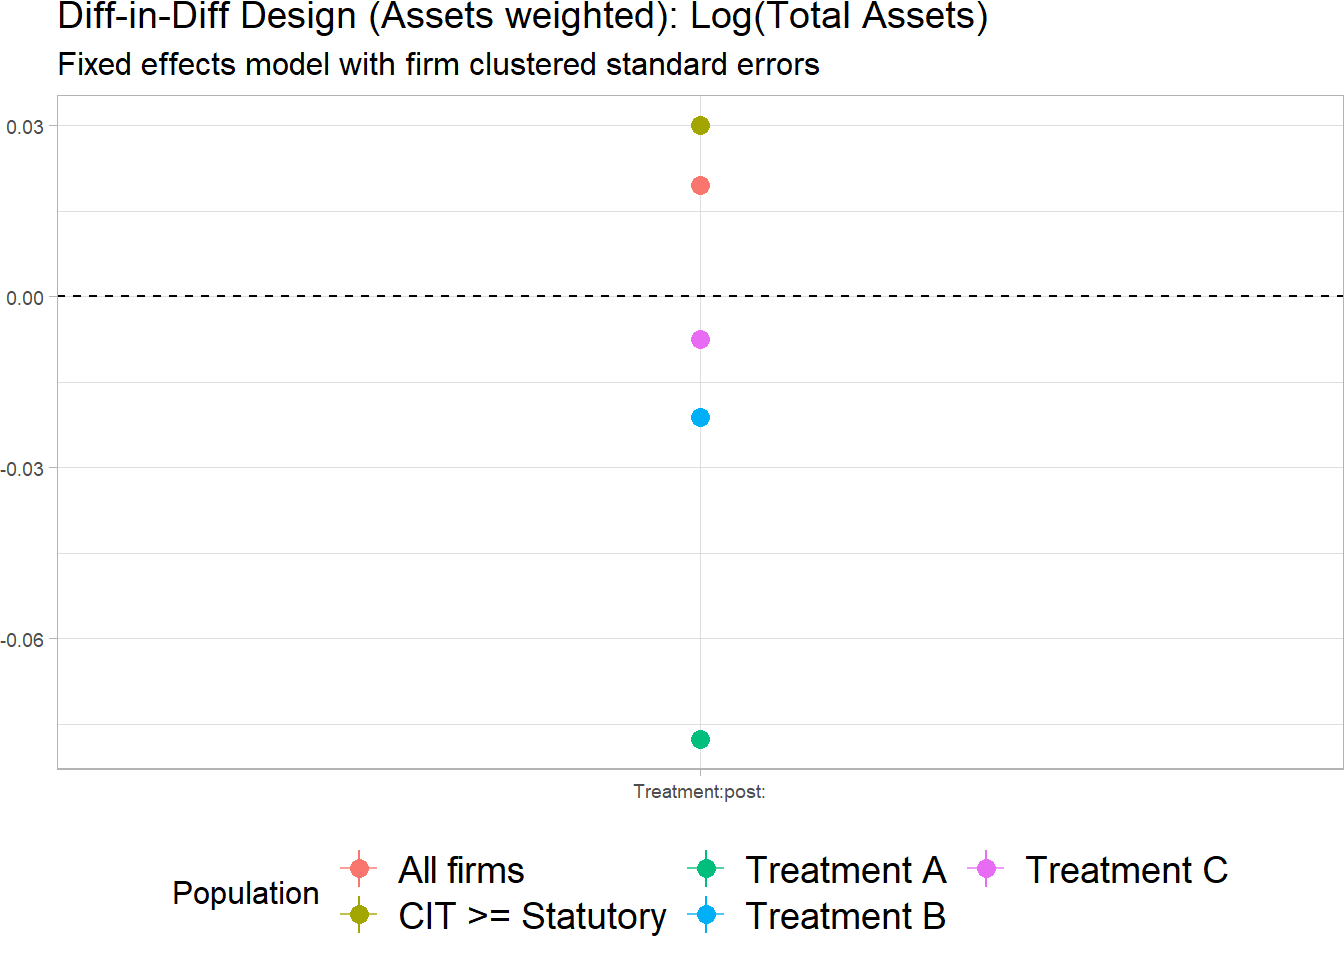 Diff-in-Diff Design (Assets weighted): Log(Total Assets)
Fixed effects model with firm clustered standard errors
0.03
0.00
-0.03
-0.06
Treatment:post:
Population
All firms
CIT >= Statutory
Treatment A
Treatment B
Treatment C